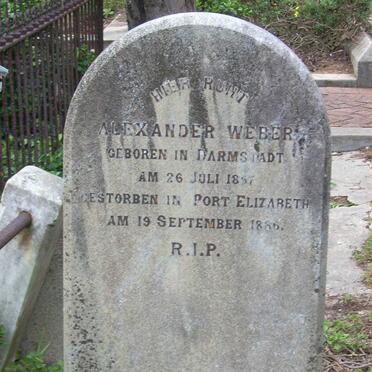 HIER RUHT
ALEXANDER WEBER
GEBOREN IN DARMSTADT
AM 26 JULI
GESTORBEN IN PORT ELIZABETH
AM 19 SEPTEMBER 1886.
R.I.P.